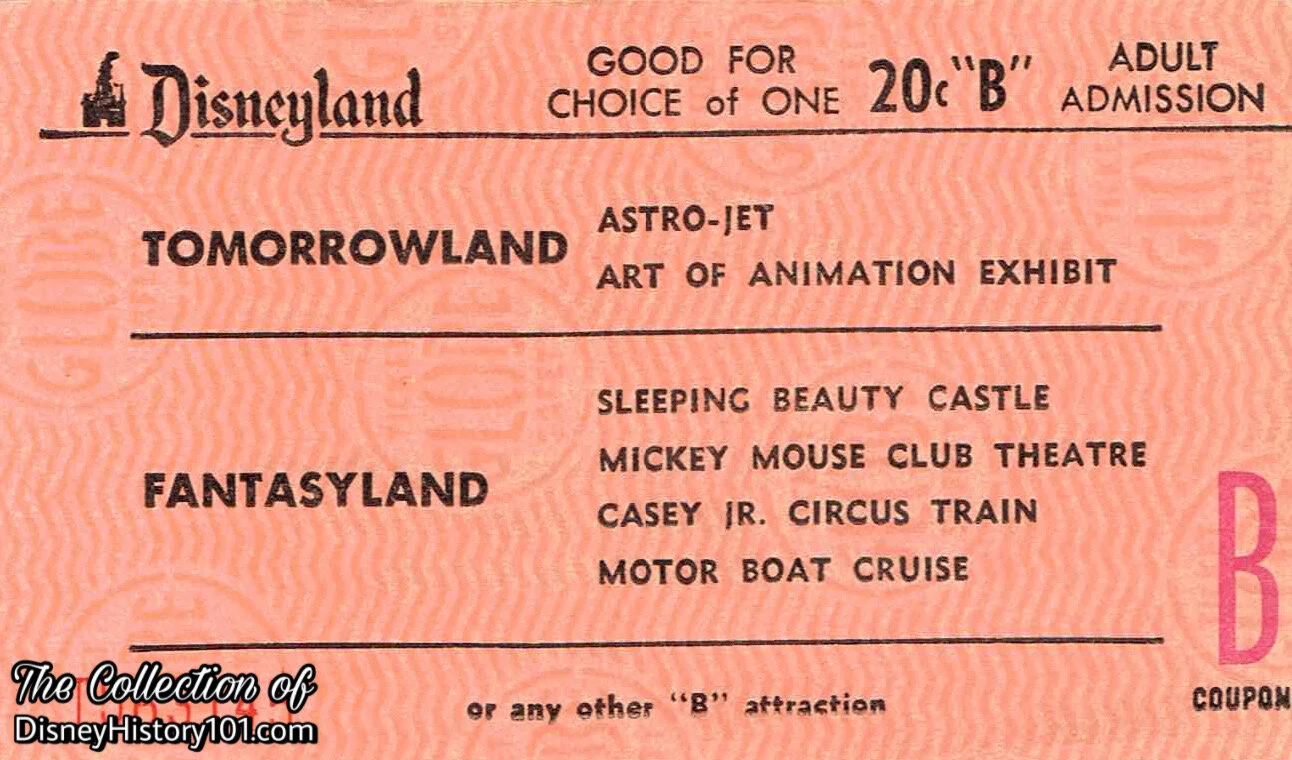 Disneyland
GOOD FOR
CHOICE of ONE
20c "B"
ADULT
ADMISSION
TOMORROWLAND
ASTRO-JET
ART OF ANIMATION EXHIBIT
FANTASYLAND
SLEEPING BEAUTY CASTLE
MICKEY MOUSE CLUB THEATRE
CASEY JR. CIRCUS TRAIN
MOTOR BOAT CRUISE
B
COUPON
or any other "B" attraction
The Collection of
DisneyHistory101.com
GLOBE